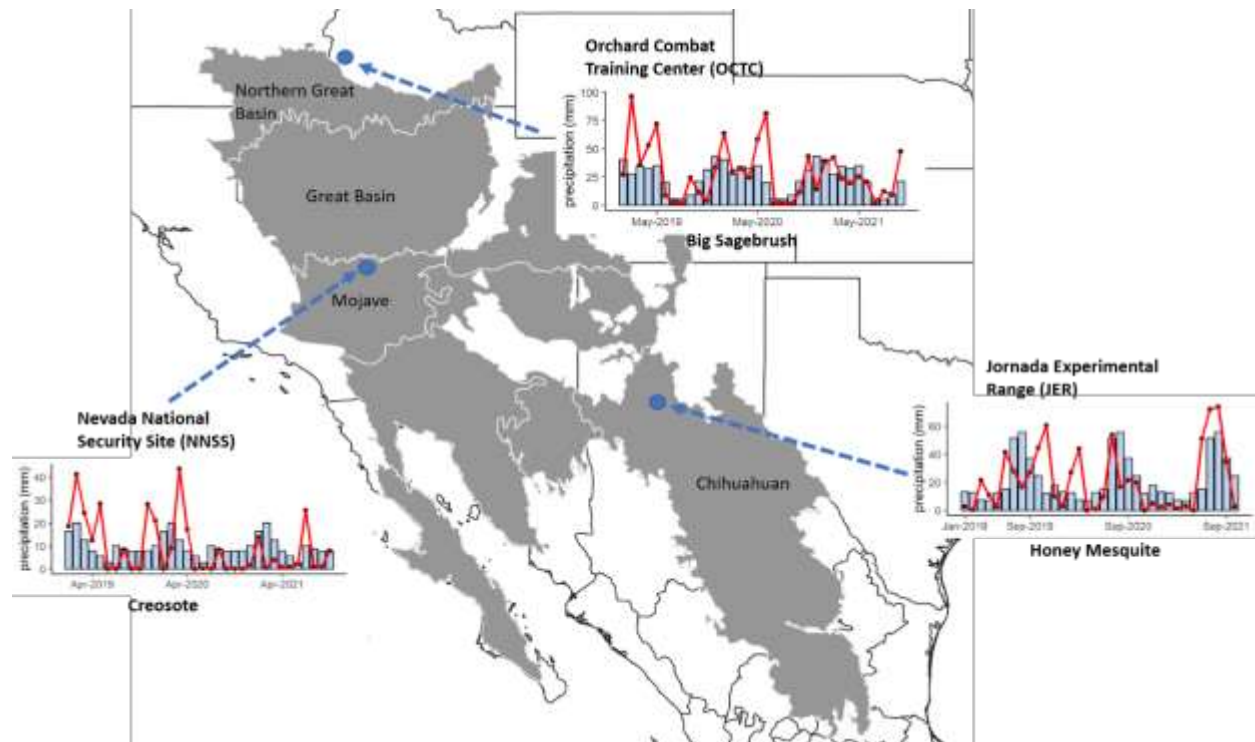 Orchard Combat
Training Center (OCTC)
precipitation (mm)
100
75
50
25
0
May-2019
May-2020
May-2021
Big Sagebrush
Northern Great
Basin
Great Basin
Mojave
Chihuahuan
Nevada National
Security Site (NNSS)
precipitation (mm)
40
30
20
10
0
Apr-2019
Apr-2020
Apr-2021
Creosote
Jornada Experimental
Range (JER)
precipitation (mm)
60
40
20
0
Jan-2019
Sep-2019
Sep-2020
Sep-2021
Honey Mesquite